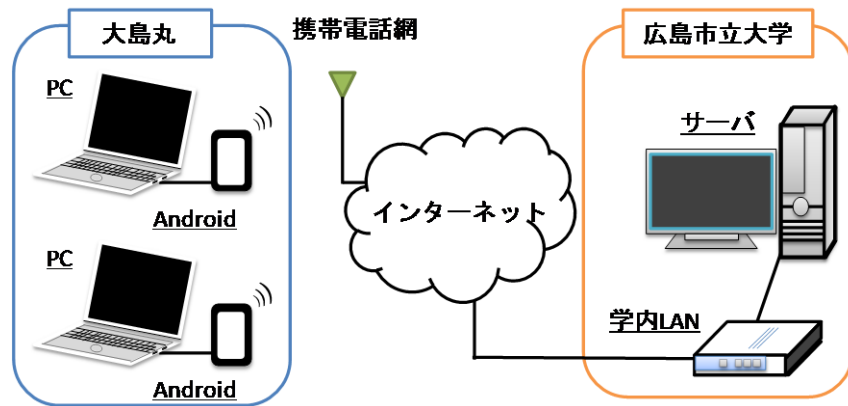 大島丸
PC
Android
PC
Android
携帯電話網
インターネット
広島市立大学
サーバ
学内LAN